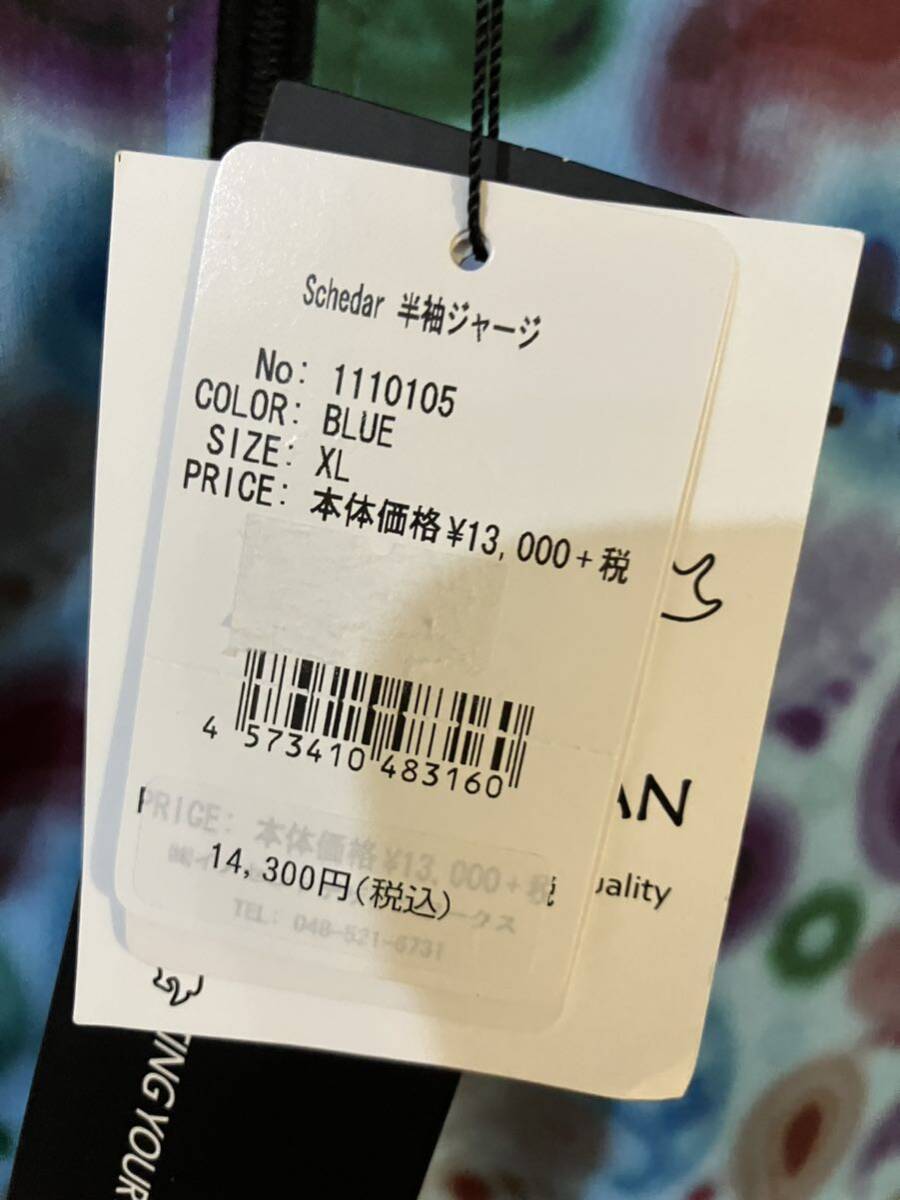 Schedar 半袖ジャージ
No: 1110105
COLOR: BLUE
SIZE: XL
PRICE: 本体価格¥13,000+税
4 573410 483160
PRICE: 本体価格¥13,000+税
14,300円(税込)
TEL: 048-521-6731
AN
uality
TING YOUR